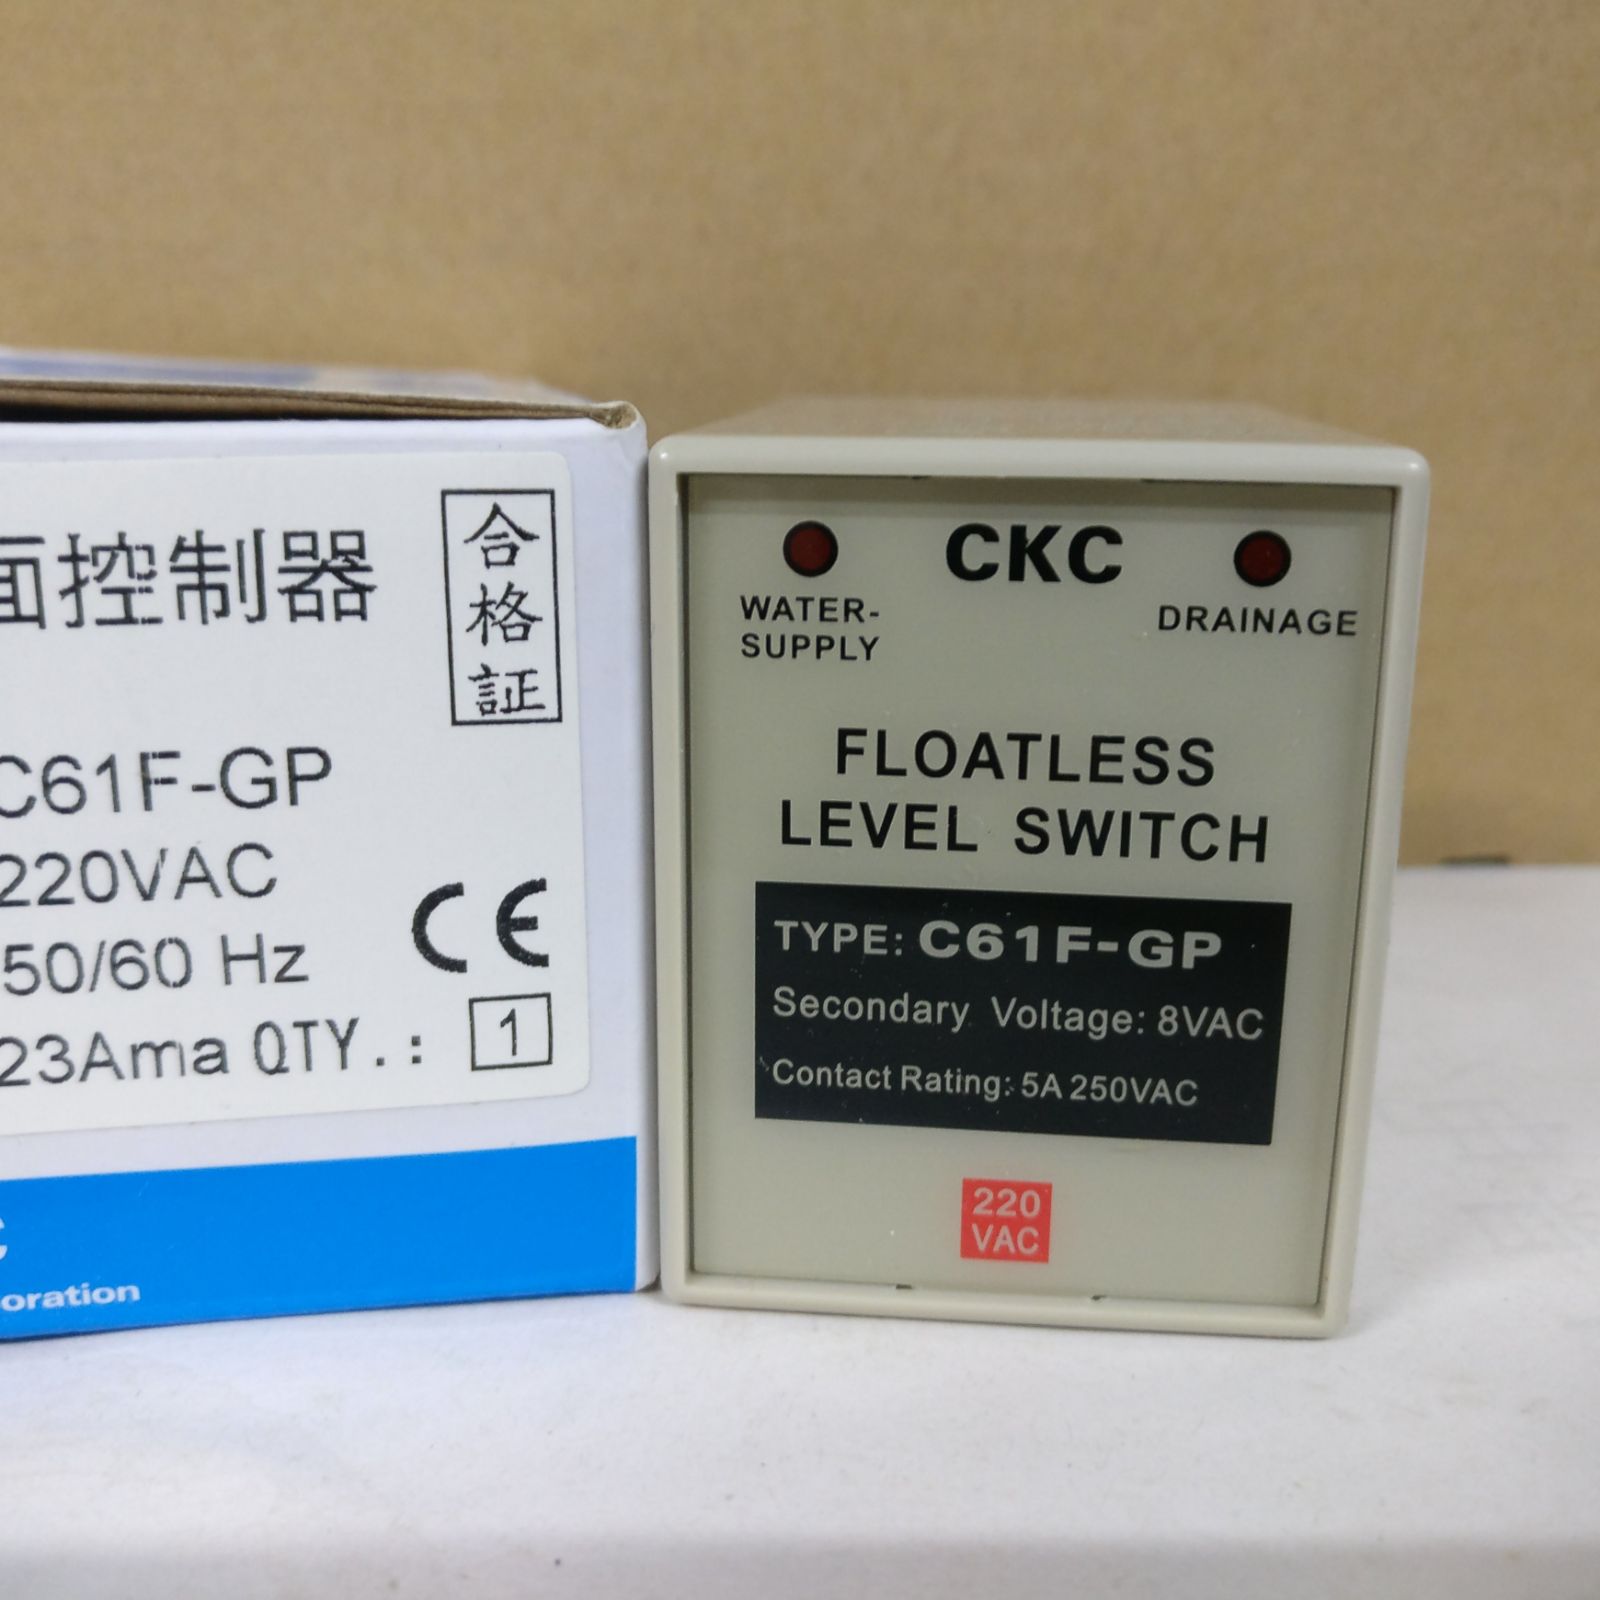 面控制器
合格証
C61F-GP
220VAC
50/60 Hz
CE
23Ama QTY.: 1
C
oration
CKC
WATER-
SUPPLY
DRAINAGE
FLOATLESS
LEVEL SWITCH
TYPE: C61F-GP
Secondary Voltage: 8VAC
Contact Rating: 5A 250VAC
220
VAC